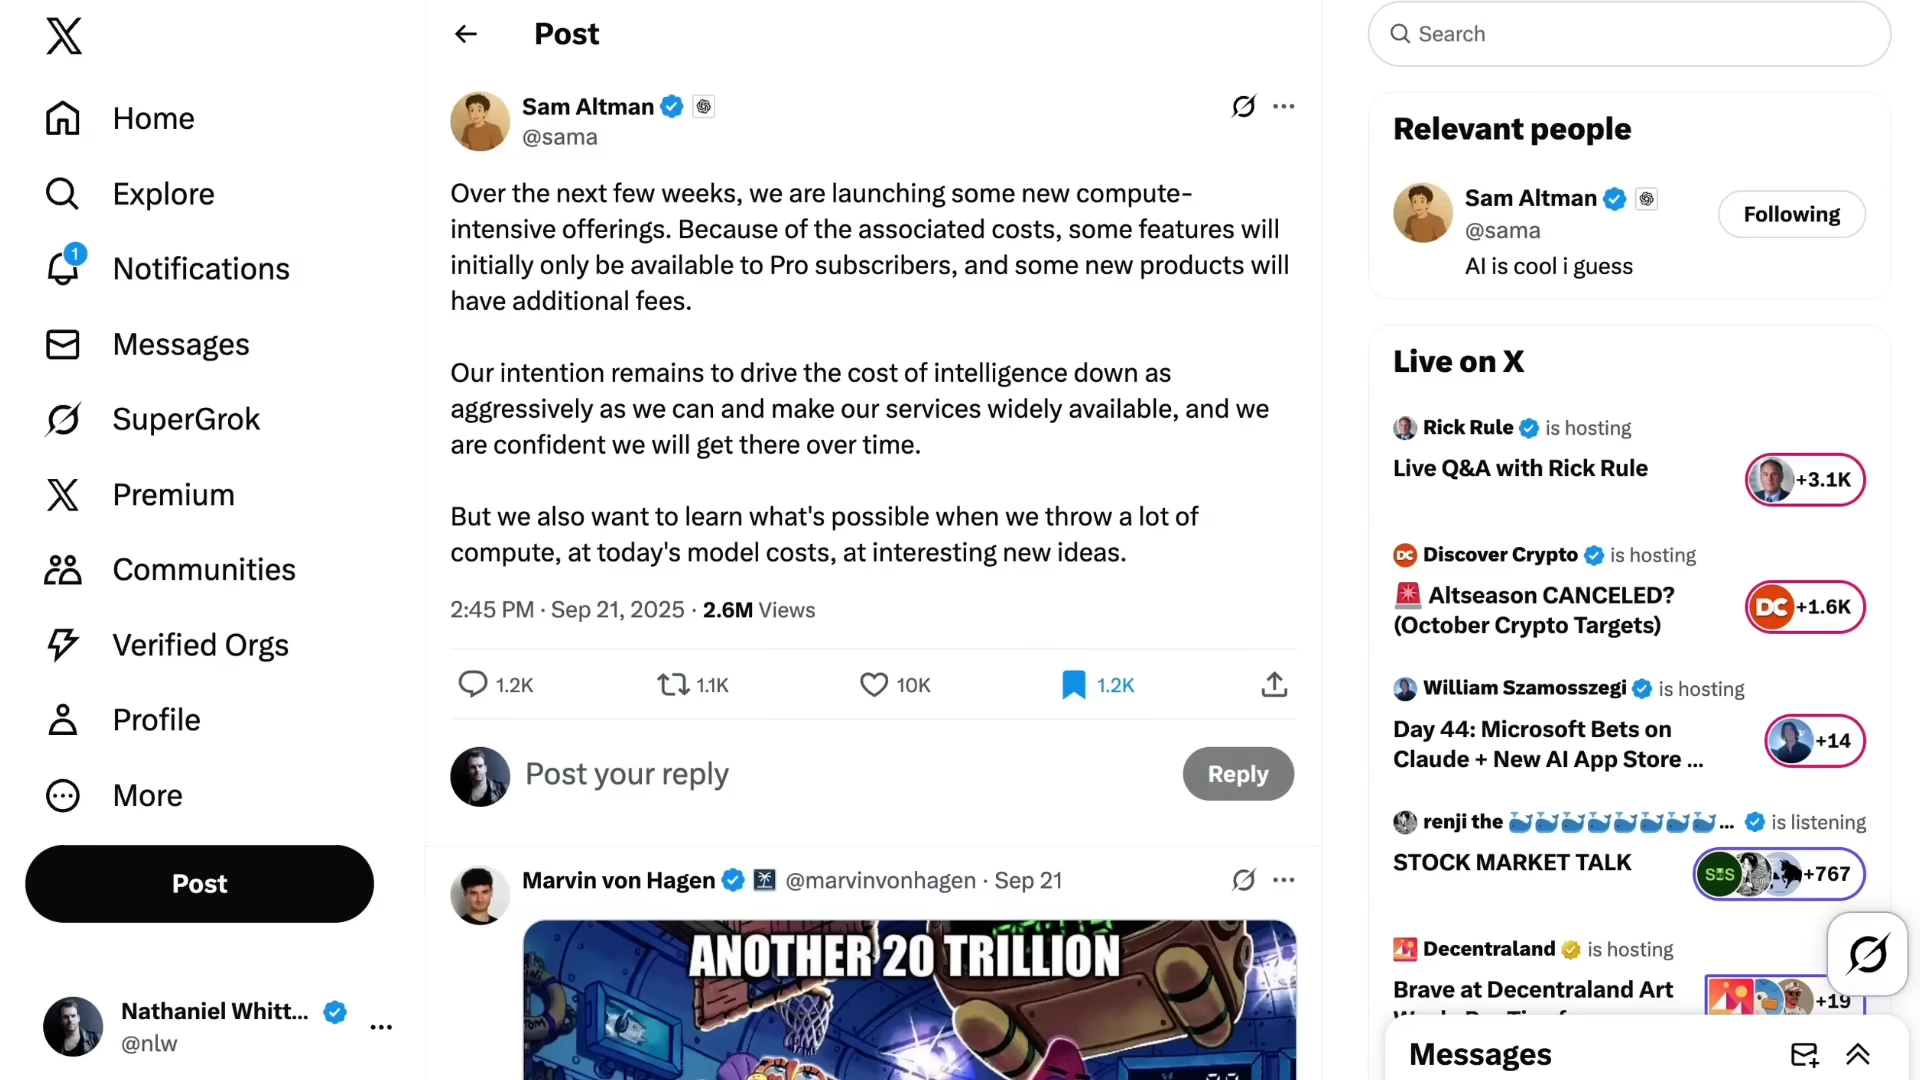 Home
Explore
1
Notifications
Messages
SuperGrok
Premium
Communities
Verified Orgs
Profile
More
Post
Nathaniel Whitt...
@nlw
Post
Sam Altman
@sama
Over the next few weeks, we are launching some new compute-
intensive offerings. Because of the associated costs, some features will
initially only be available to Pro subscribers, and some new products will
have additional fees.
Our intention remains to drive the cost of intelligence down as
aggressively as we can and make our services widely available, and we
are confident we will get there over time.
But we also want to learn what's possible when we throw a lot of
compute, at today's model costs, at interesting new ideas.
2:45 PM · Sep 21, 2025 · 2.6M Views
1.2K 1.1K 10K 1.2K
Post your reply
Reply
Marvin von Hagen @marvinvonhagen · Sep 21
ANOTHER 20 TRILLION
Search
Relevant people
Sam Altman
@sama
Following
AI is cool i guess
Live on X
Rick Rule is hosting
Live Q&A with Rick Rule
+3.1K
DC Discover Crypto is hosting
Altseason CANCELED?
(October Crypto Targets)
DC +1.6K
William Szamosszegi is hosting
Day 44: Microsoft Bets on
Claude + New AI App Store ...
+14
renji the ... is listening
STOCK MARKET TALK
+767
Decentraland is hosting
Brave at Decentraland Art
+19
Messages